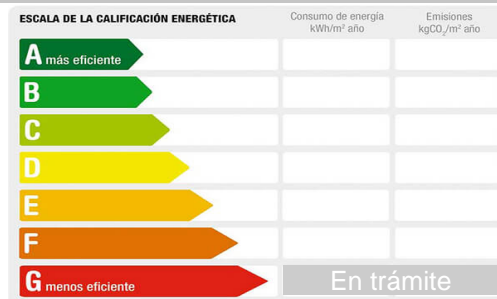 ESCALA DE LA CALIFICACIÓN ENERGÉTICA
Consumo de energía
kWh/m² año
Emisiones
kgCO₂/m² año
A más eficiente
B
C
D
E
F
G menos eficiente
En trámite